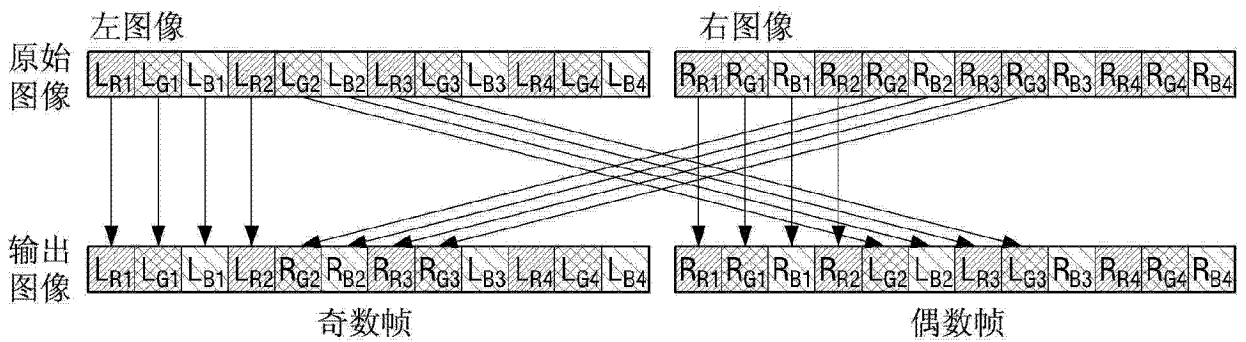 左图像 右图像
原始图像 L_R1 L_G1 L_B1 L_R2 L_G2 L_B2 L_R3 L_G3 L_B3 L_R4 L_G4 L_B4 R_R1 R_G1 R_B1 R_R2 R_G2 R_B2 R_R3 R_G3 R_B3 R_R4 R_G4 R_B4
输出图像 L_R1 L_G1 L_B1 L_R2 R_G2 R_B2 R_R3 R_G3 L_B3 L_R4 L_G4 L_B4 R_R1 R_G1 R_B1 R_R2 L_G2 L_B2 L_R3 L_G3 R_B3 R_R4 R_G4 R_B4
奇数帧 偶数帧